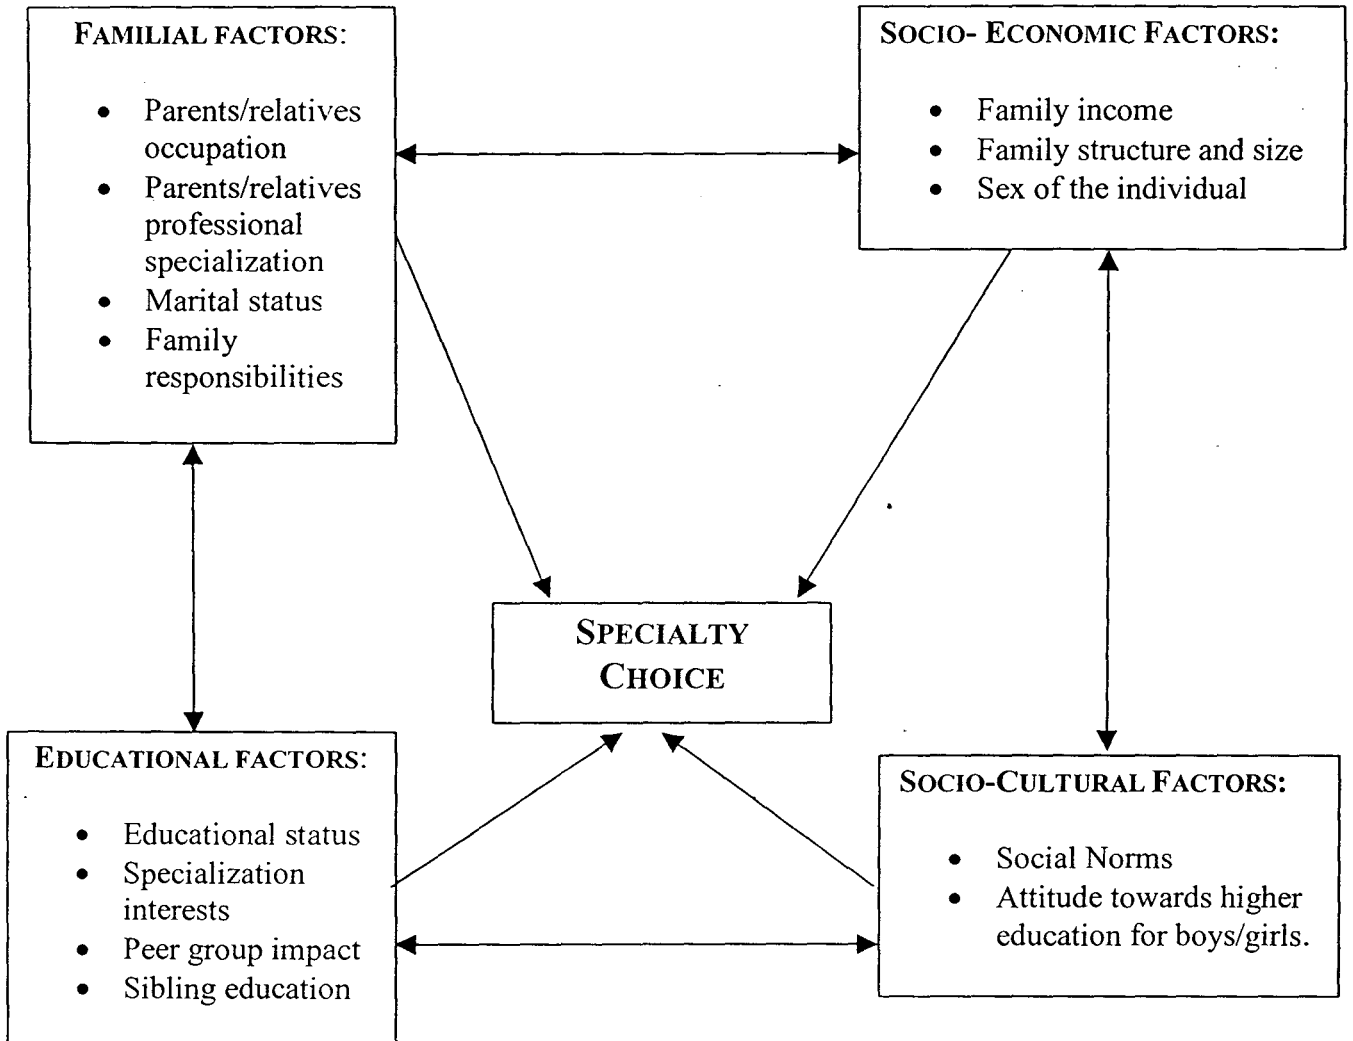 FAMILIAL FACTORS:
• Parents/relatives
occupation
• Parents/relatives
professional
specialization
• Marital status
• Family
responsibilities
SOCIO- ECONOMIC FACTORS:
• Family income
• Family structure and size
• Sex of the individual
SPECIALTY
CHOICE
EDUCATIONAL FACTORS:
• Educational status
• Specialization
interests
• Peer group impact
• Sibling education
SOCIO-CULTURAL FACTORS:
• Social Norms
• Attitude towards higher
education for boys/girls.